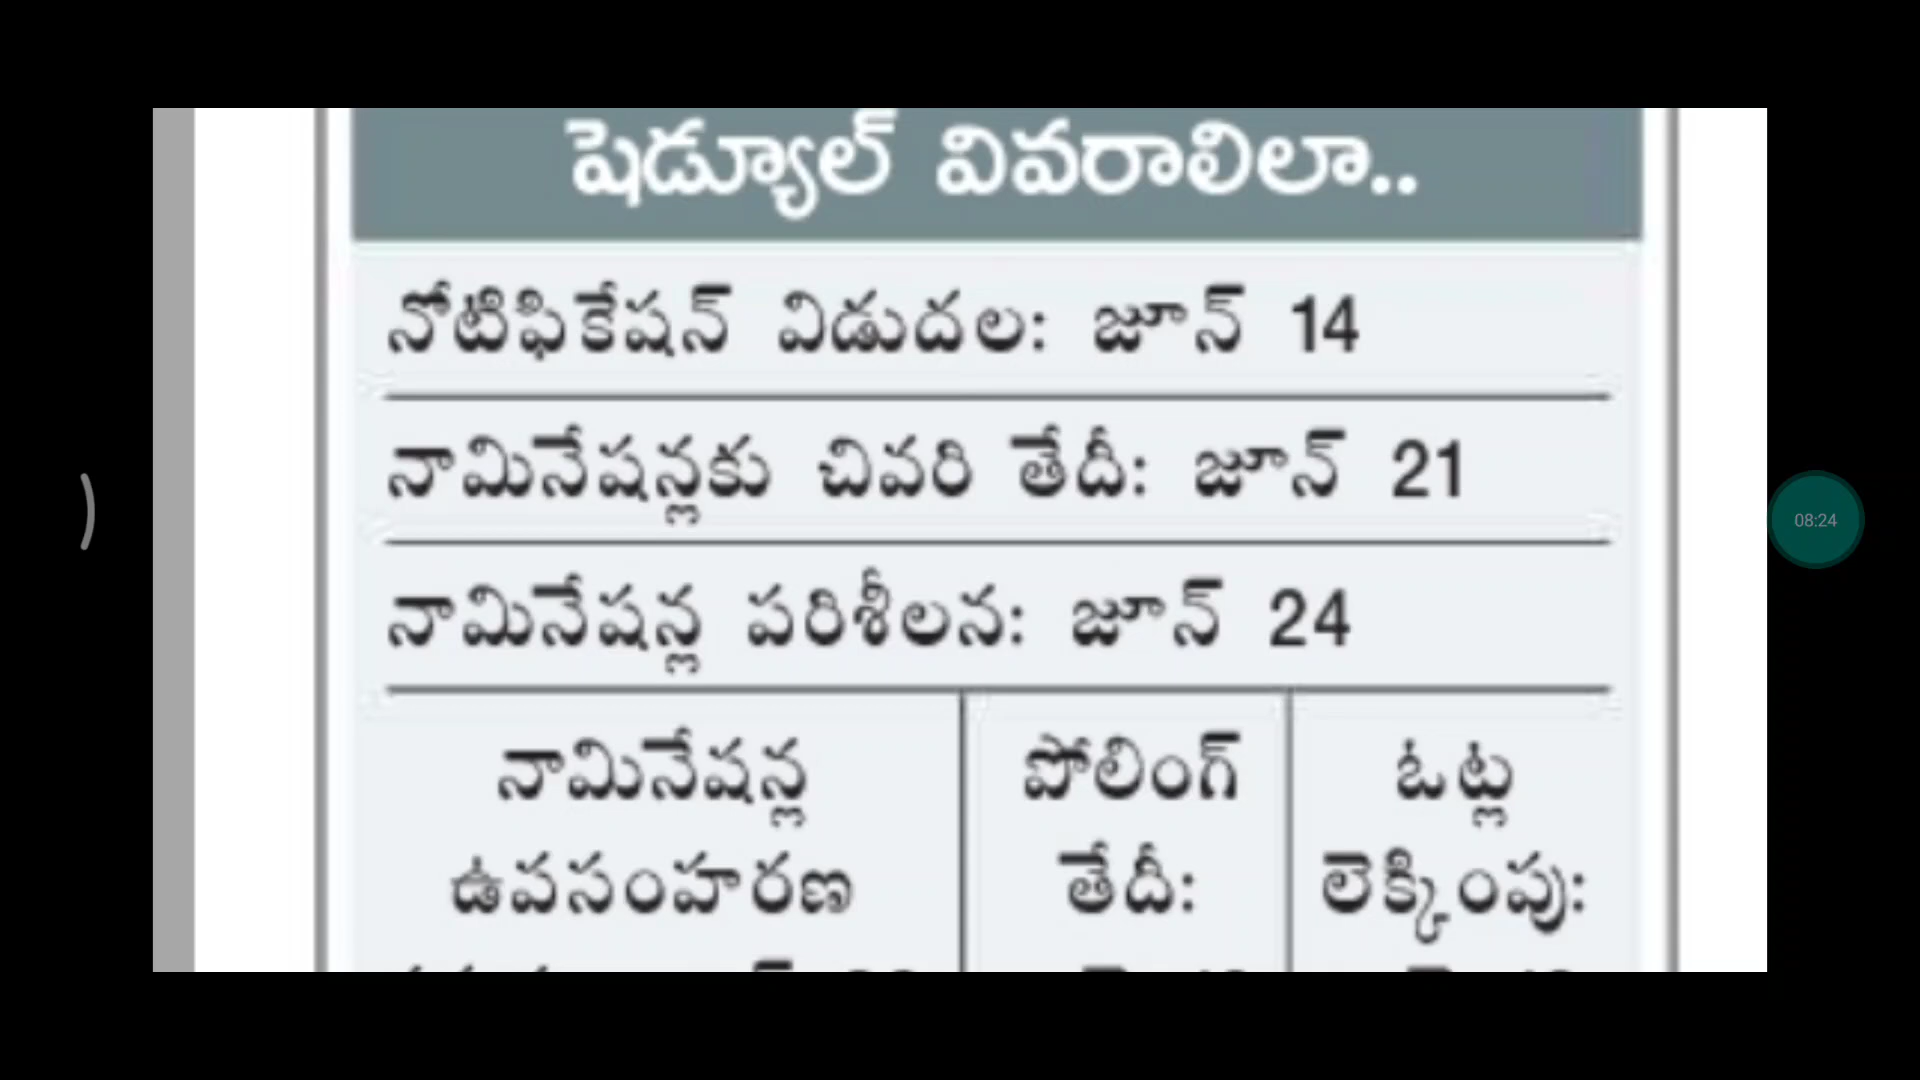 షెడ్యూల్ వివరాలిలా..
నోటిఫికేషన్ విడుదల: జూన్ 14
నామినేషన్లకు చివరి తేదీ: జూన్ 21
నామినేషన్ల పరిశీలన: జూన్ 24
నామినేషన్ల
ఉపసంహరణ
పోలింగ్
తేదీ:
ఓట్ల
లెక్కింపు:
08:24